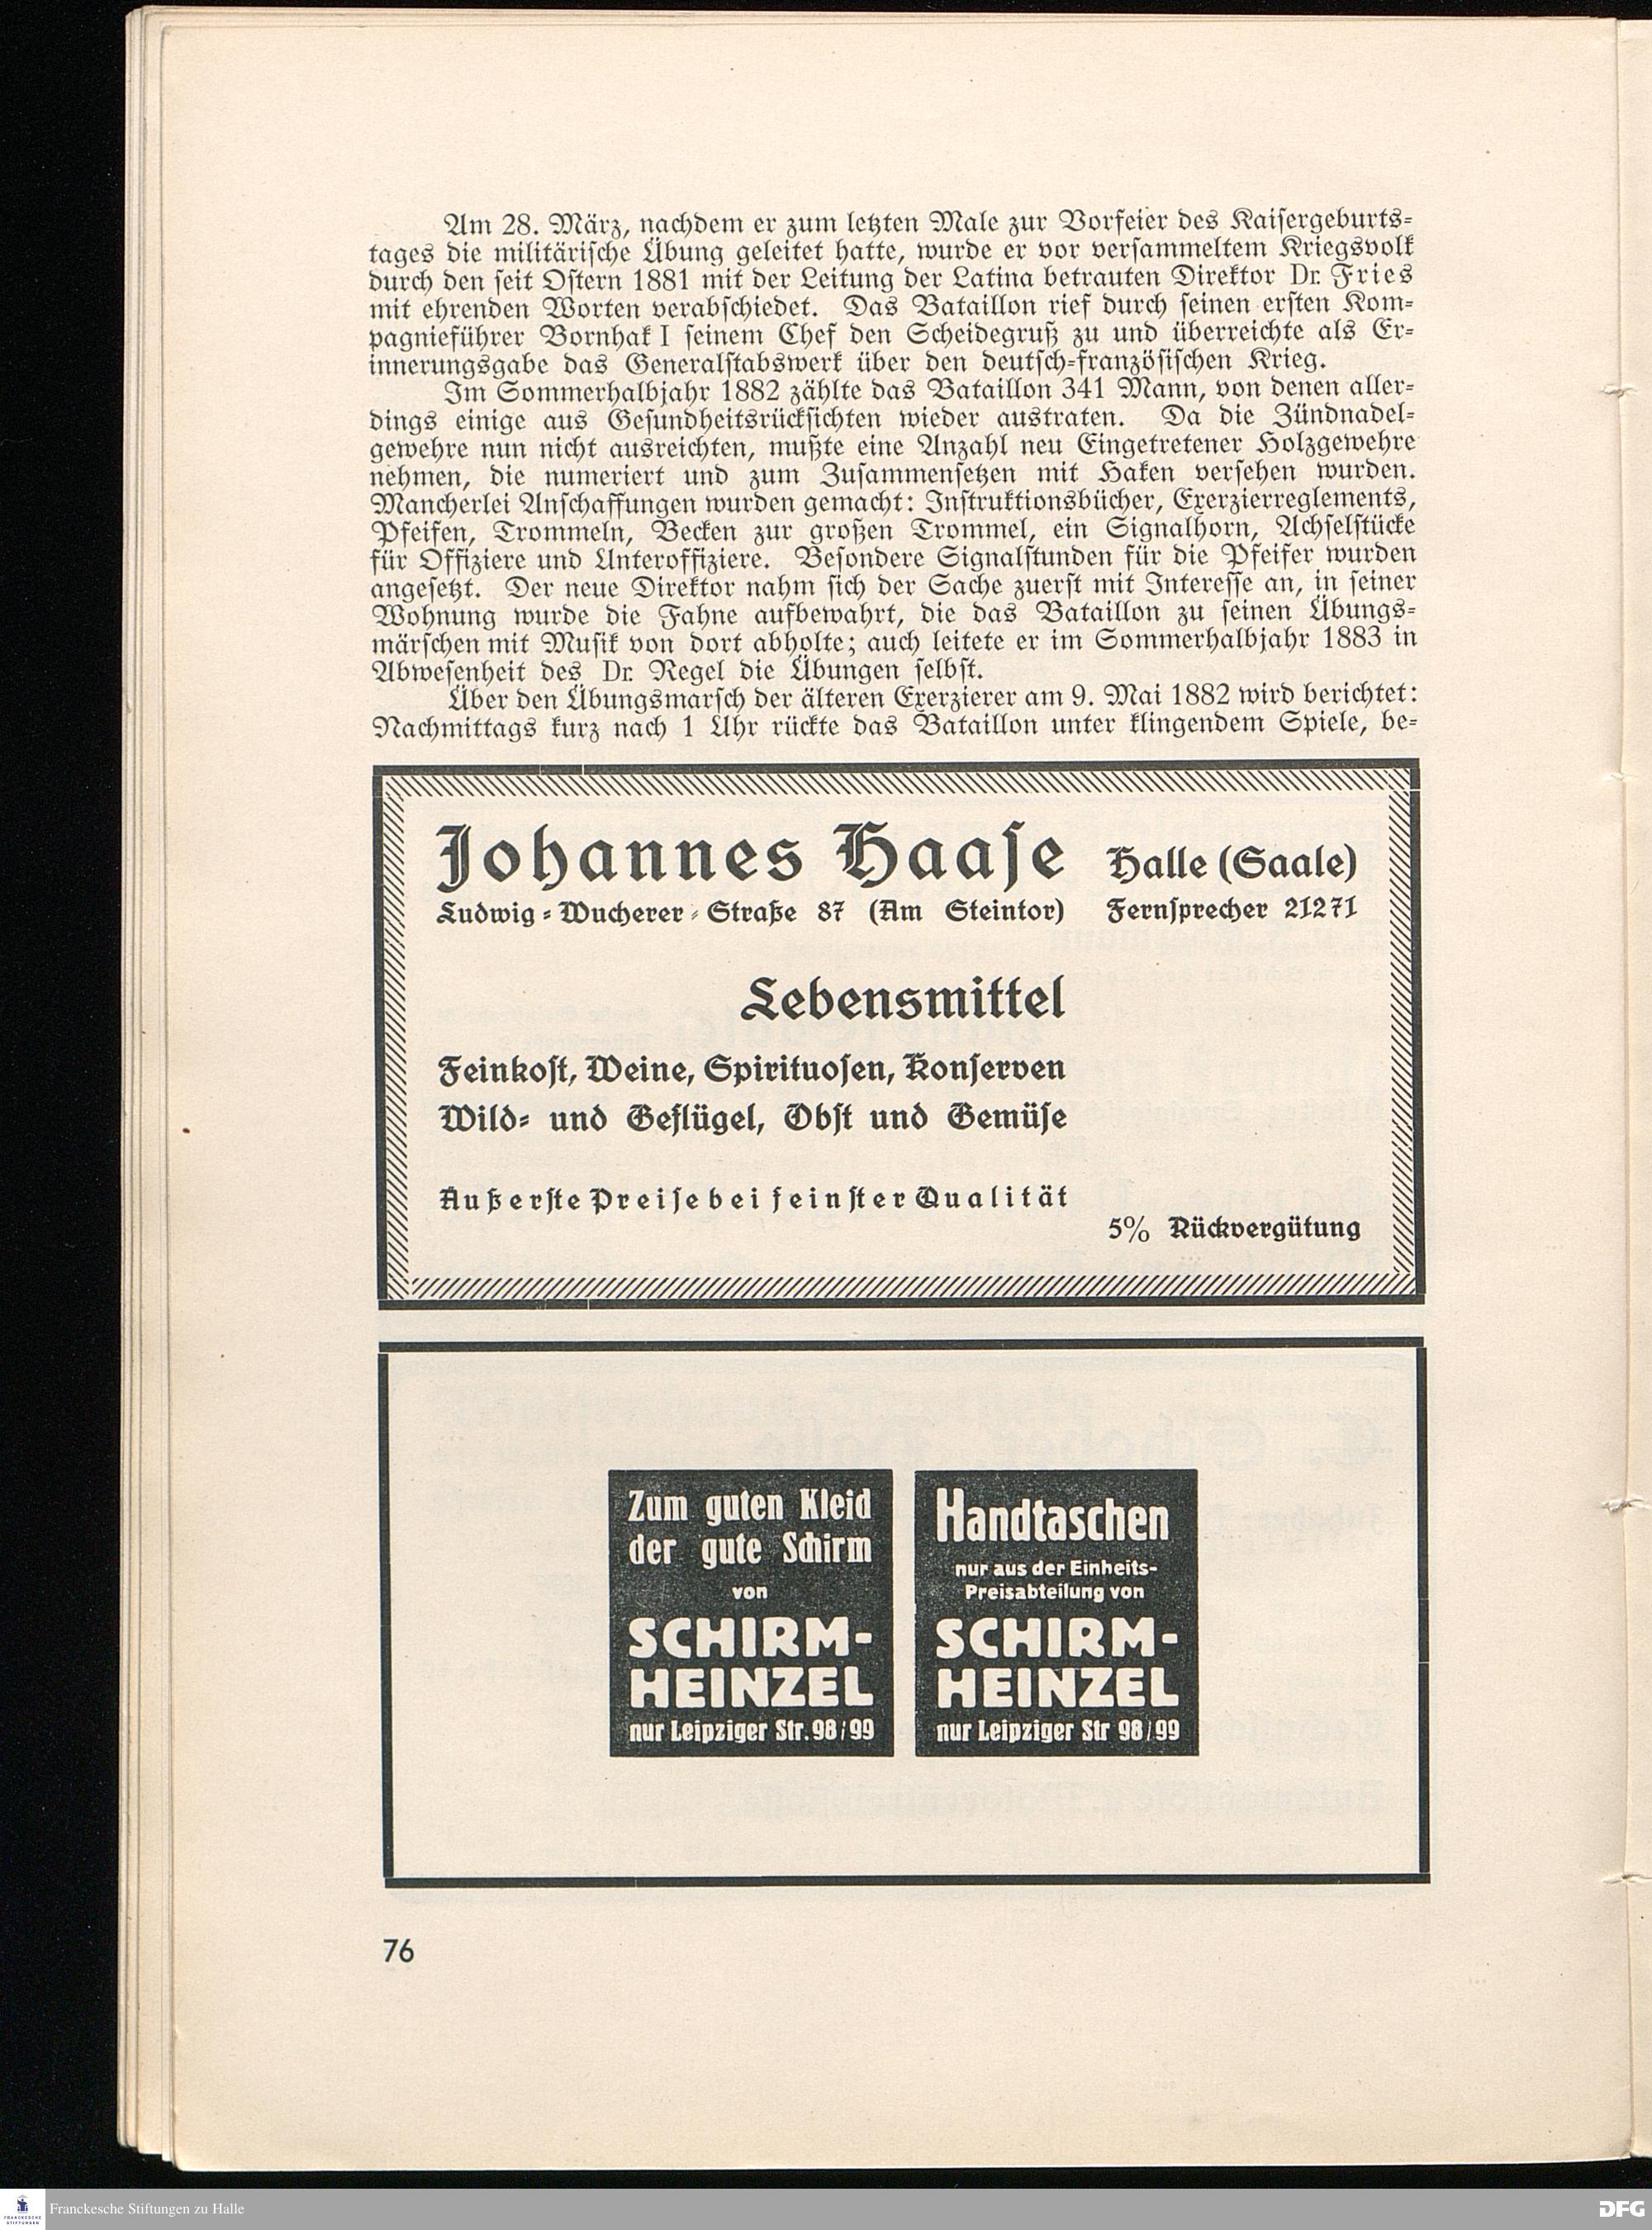 Am 28. März, nachdem er zum letzten Male zur Vorfeier des Kaisergeburts-
tages die militärische Übung geleitet hatte, wurde er vor versammeltem Kriegsvolk
durch den seit Ostern 1881 mit der Leitung der Latina betrauten Direktor Dr. Fries
mit ehrenden Worten verabschiedet. Das Bataillon rief durch seinen ersten Kom-
pagnieführer Bornhak I seinem Chef den Scheidegruß zu und überreichte als Er-
innerungsgabe das Generalstabswerk über den deutsch-französischen Krieg.
Im Sommerhalbjahr 1882 zählte das Bataillon 341 Mann, von denen aller-
dings einige aus Gesundheitsrücksichten wieder austraten. Da die Zündnadel-
gewehre nun nicht ausreichten, mußte eine Anzahl neu Eingetretener Holzgewehre
nehmen, die numeriert und zum Zusammensetzen mit Haken versehen wurden.
Mancherlei Anschaffungen wurden gemacht: Instruktionsbücher, Exerzierreglements,
Pfeifen, Trommeln, Becken zur großen Trommel, ein Signalhorn, Achselstücke
für Offiziere und Unteroffiziere. Besondere Signalstunden für die Pfeifer wurden
angesetzt. Der neue Direktor nahm sich der Sache zuerst mit Interesse an, in seiner
Wohnung wurde die Fahne aufbewahrt, die das Bataillon zu seinen Übungs-
märschen mit Musik von dort abholte; auch leitete er im Sommerhalbjahr 1883 in
Abwesenheit des Dr. Regel die Übungen selbst.
Über den Übungsmarsch der älteren Exerzierer am 9. Mai 1882 wird berichtet:
Nachmittags kurz nach 1 Uhr rückte das Bataillon unter klingendem Spiele, be-
Johannes Haase Halle (Saale)
Ludwig-Wucherer-Straße 87 (Am Steintor) Fernsprecher 21271
Lebensmittel
Feinkost, Weine, Spirituosen, Konserven
Wild- und Geflügel, Obst und Gemüse
Äußerste Preise bei feinster Qualität
5% Rückvergütung
Zum guten Kleid
der gute Schirm
von
SCHIRM-
HEINZEL
nur Leipziger Str. 98/99
Handtaschen
nur aus der Einheits-
Preisabteilung von
SCHIRM-
HEINZEL
nur Leipziger Str 98/99
76
Franckesche Stiftungen zu Halle
FRANCKESCHE
STIFTUNGEN
DFG